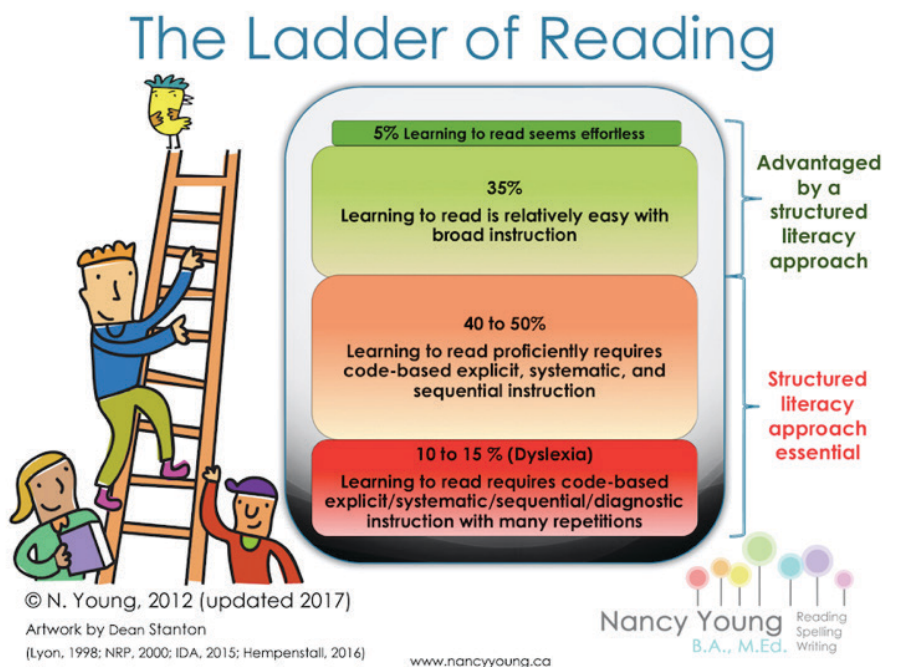 The Ladder of Reading
5% Learning to read seems effortless
35%
Learning to read is relatively easy with
broad instruction
40 to 50%
Learning to read proficiently requires
code-based explicit, systematic, and
sequential instruction
10 to 15 % (Dyslexia)
Learning to read requires code-based
explicit/systematic/sequential/diagnostic
instruction with many repetitions
Advantaged
by a
structured
literacy
approach
Structured
literacy
approach
essential
© N. Young, 2012 (updated 2017)
Artwork by Dean Stanton
(Lyon, 1998; NRP, 2000; IDA, 2015; Hempenstall, 2016)
www.nancyyoung.ca
Nancy Young
B.A., M.Ed.
Reading
Spelling
Writing